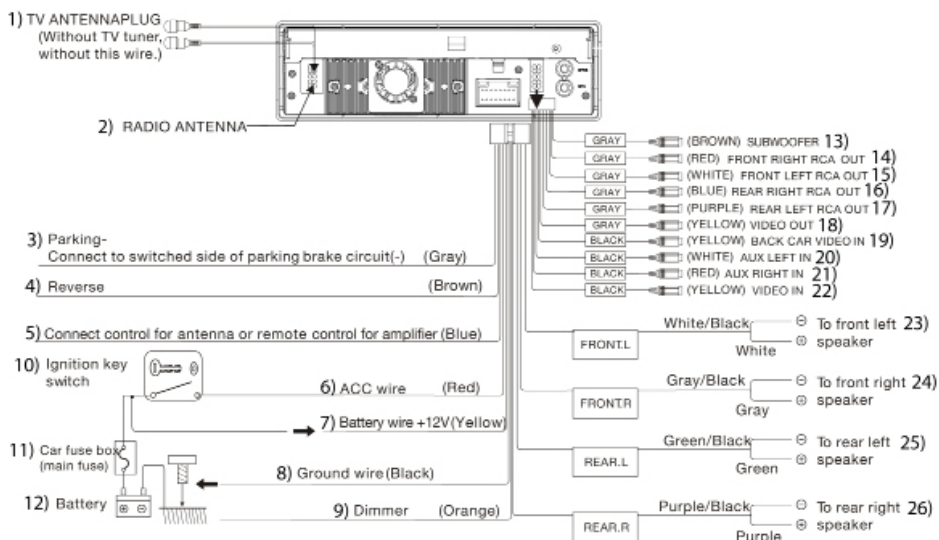 1) TV ANTENNAPLUG
(Without TV tuner,
without this wire.)
2) RADIO ANTENNA
GRAY (BROWN) SUBWOOFER 13)
GRAY (RED) FRONT RIGHT RCA OUT 14)
GRAY (WHITE) FRONT LEFT RCA OUT 15)
GRAY (BLUE) REAR RIGHT RCA OUT 16)
GRAY (PURPLE) REAR LEFT RCA OUT 17)
GRAY (YELLOW) VIDEO OUT 18)
BLACK (YELLOW) BACK CAR VIDEO IN 19)
BLACK (WHITE) AUX LEFT IN 20)
BLACK (RED) AUX RIGHT IN 21)
BLACK (YELLOW) VIDEO IN 22)
3) Parking-
Connect to switched side of parking brake circuit(-) (Gray)
4) Reverse (Brown)
5) Connect control for antenna or remote control for amplifier (Blue)
10) Ignition key
switch
6) ACC wire (Red)
7) Battery wire +12V(Yellow)
11) Car fuse box
(main fuse)
8) Ground wire(Black)
12) Battery
9) Dimmer (Orange)
FRONT.L
White/Black
White
To front left 23)
speaker
FRONT.R
Gray/Black
Gray
To front right 24)
speaker
REAR.L
Green/Black
Green
To rear left 25)
speaker
REAR.R
Purple/Black
Purple
To rear right 26)
speaker